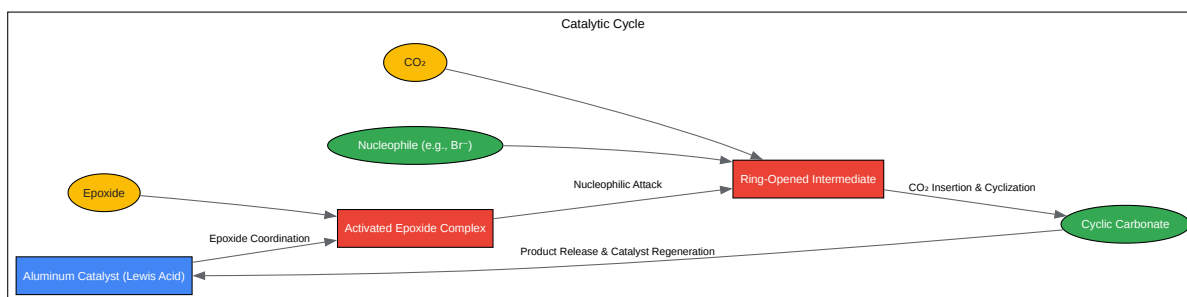 Catalytic Cycle
CO₂
Nucleophile (e.g., Br⁻)
Epoxide
Nucleophilic Attack
Ring-Opened Intermediate
CO₂ Insertion & Cyclization
Activated Epoxide Complex
Cyclic Carbonate
Epoxide Coordination
Product Release & Catalyst Regeneration
Aluminum Catalyst (Lewis Acid)